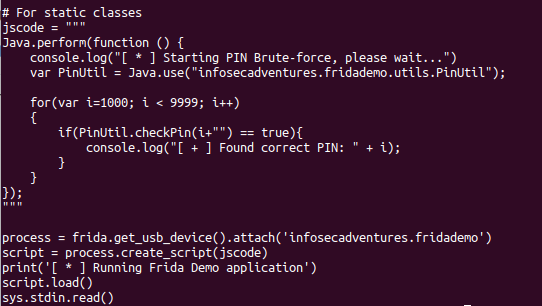 # For static classes
jscode = """
Java.perform(function () {
    console.log("[ * ] Starting PIN Brute-force, please wait...")
    var PinUtil = Java.use("infosecadventures.fridademo.utils.PinUtil");

    for(var i=1000; i < 9999; i++)
    {
        if(PinUtil.checkPin(i+"") == true){
            console.log("[ + ] Found correct PIN: " + i);
        }
    }
});
"""

process = frida.get_usb_device().attach('infosecadventures.fridademo')
script = process.create_script(jscode)
print('[ * ] Running Frida Demo application')
script.load()
sys.stdin.read()